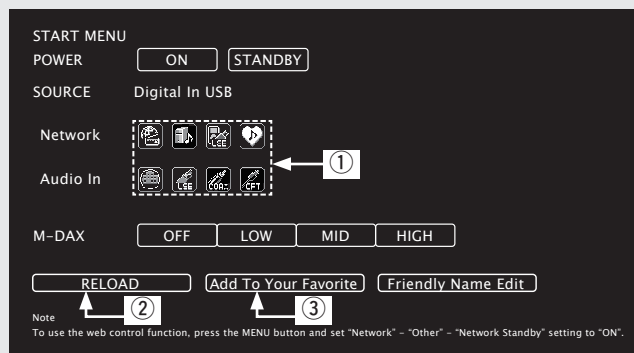 START MENU
POWER ON STANDBY
SOURCE Digital In USB
Network
①
Audio In
M-DAX OFF LOW MID HIGH
RELOAD Add To Your Favorite Friendly Name Edit
② ③
Note
To use the web control function, press the MENU button and set “Network” – “Other” – “Network Standby” setting to “ON”.